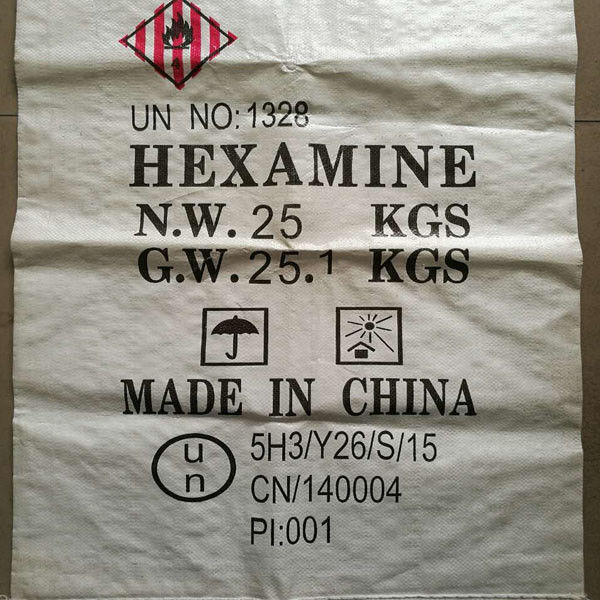 4
UN NO:1328
HEXAMINE
N.W. 25 KGS
G.W. 25.1 KGS
MADE IN CHINA
un
5H3/Y26/S/15
CN/140004
PI:001